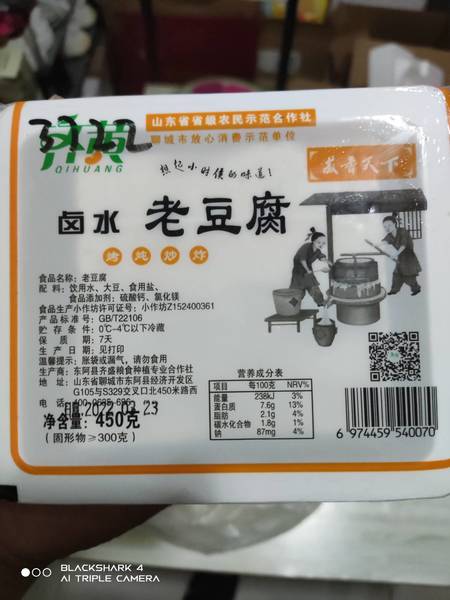 山东省省级农民示范合作社
聊城市放心消费示范单位
QIHUANG
想起小时候的味道!
友膏天下
卤水 老豆腐
烤 炖 炒 炸
食品名称: 老豆腐
配 料: 饮用水、大豆、食用盐、
食品添加剂: 硫酸钙、氯化镁
食品生产小作坊许可证号: 小作坊Z152400361
产品标准号: GB/T22106
贮存条件: 0℃-4℃以下冷藏
保 质 期: 7天
生产日期: 见打印
温馨提示: 胀袋或漏气, 请勿食用
生产商: 东阿县齐盛粮食种植专业合作社
地 址: 山东省聊城市东阿县经济开发区
G105与S329交叉口北450米路西
电 话:
2022 03 23
净含量: 450克
(固形物≥300克)
营养成分表
项目 每100克 NRV%
能量 238kJ 3%
蛋白质 7.6g 13%
脂肪 2.1g 4%
碳水化合物 1.8g 1%
钠 87mg 4%
6 974459 540070
BLACKSHARK 4
AI TRIPLE CAMERA